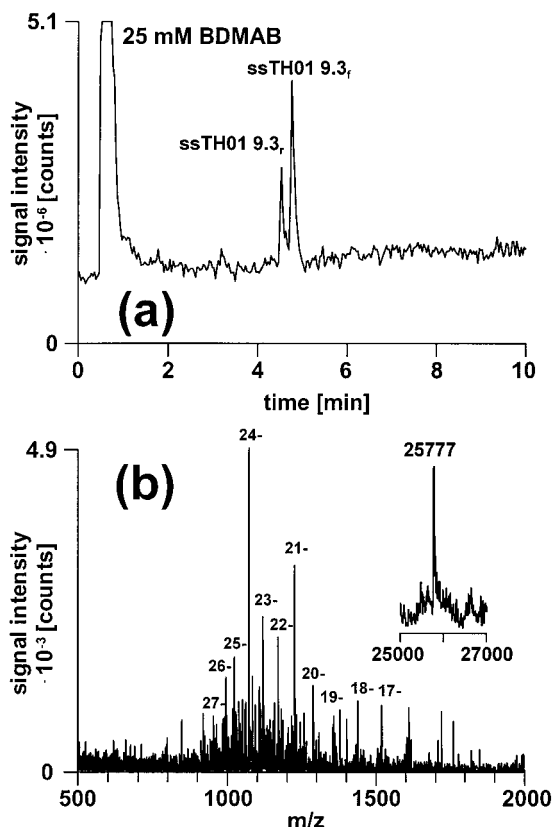 5.1
25 mM BDMAB
ssTH01 9.3f
ssTH01 9.3r
signal intensity
· 10-6 [counts]
(a)
0
0 2 4 6 8 10
time [min]
4.9
(b)
24-
25777
21-
23-
22-
25-
26-
20-
27-
19-
18-
17-
25000 27000
signal intensity
· 10-3 [counts]
0
500 1000 1500 2000
m/z